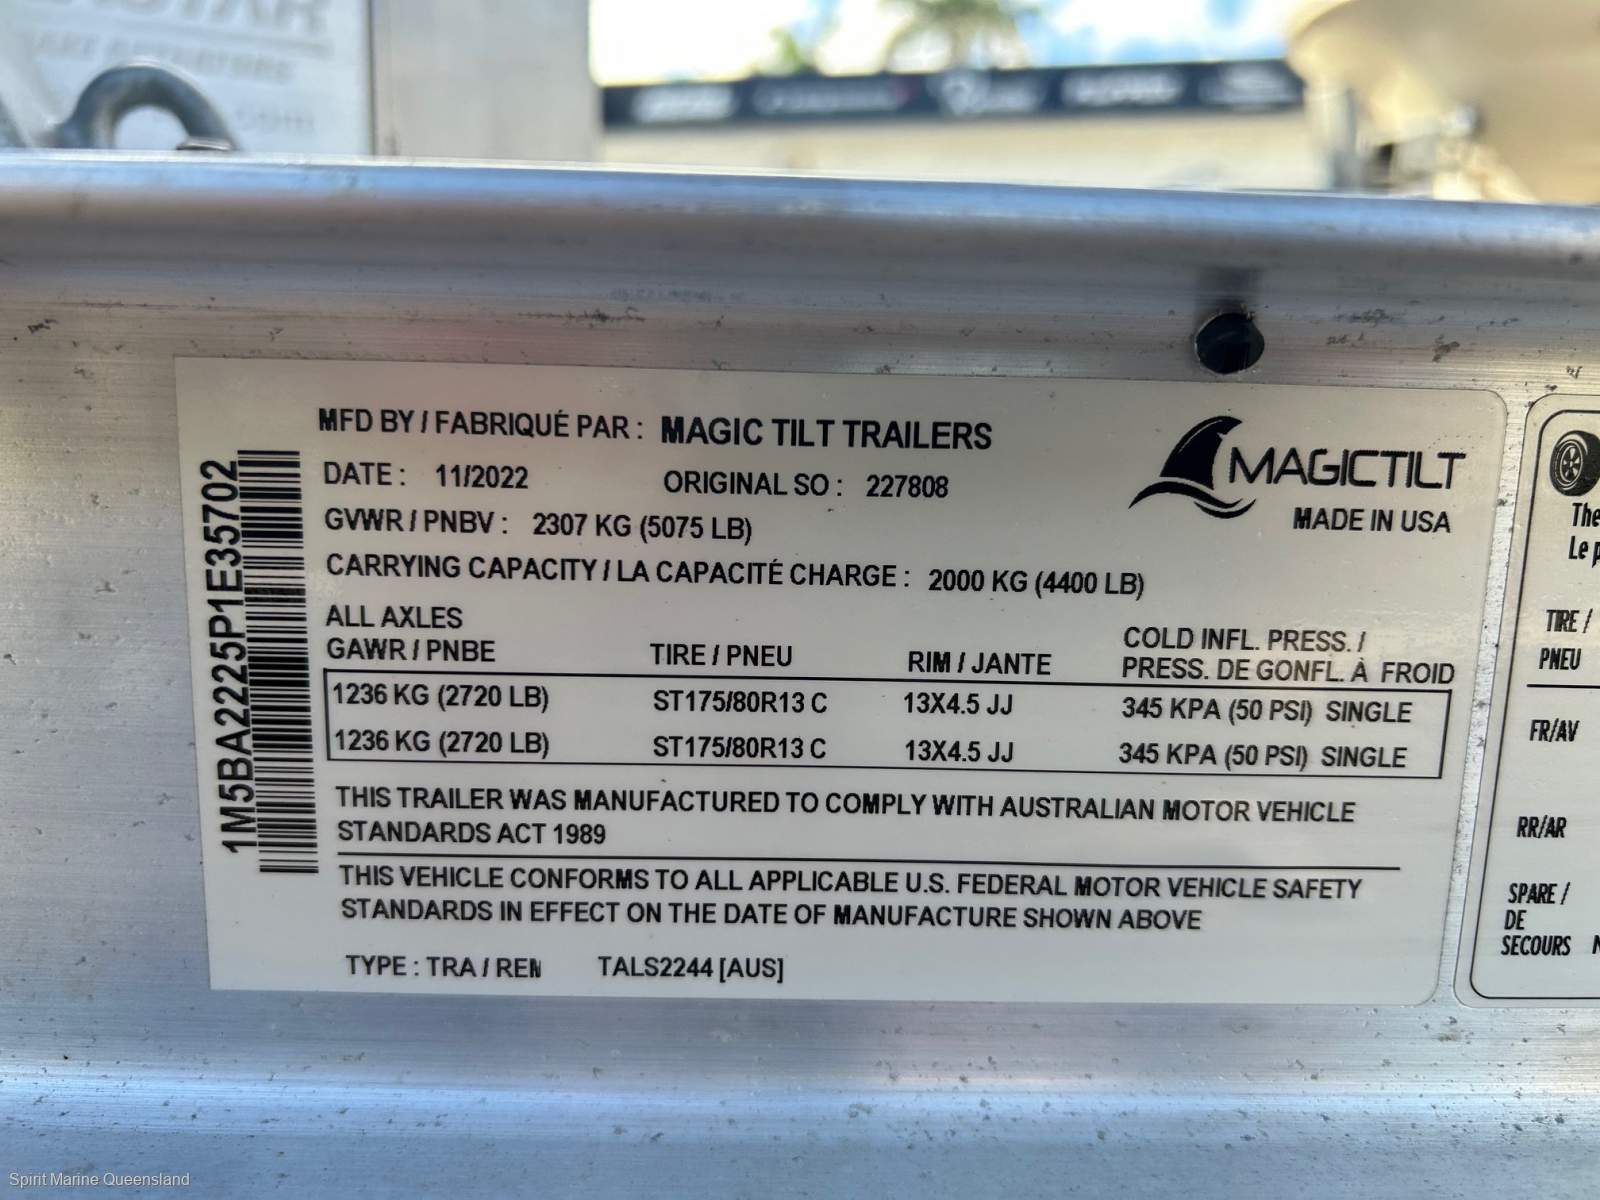 MFD BY / FABRIQUÉ PAR : MAGIC TILT TRAILERS
DATE : 11/2022 ORIGINAL SO : 227808
GVWR / PNBV : 2307 KG (5075 LB)
CARRYING CAPACITY / LA CAPACITÉ CHARGE : 2000 KG (4400 LB)
MAGICTILT
MADE IN USA
1M5BA2225P1E35702
ALL AXLES
GAWR / PNBE TIRE / PNEU RIM / JANTE COLD INFL. PRESS. /
PRESS. DE GONFL. À FROID
1236 KG (2720 LB) ST175/80R13 C 13X4.5 JJ 345 KPA (50 PSI) SINGLE
1236 KG (2720 LB) ST175/80R13 C 13X4.5 JJ 345 KPA (50 PSI) SINGLE
THIS TRAILER WAS MANUFACTURED TO COMPLY WITH AUSTRALIAN MOTOR VEHICLE
STANDARDS ACT 1989
THIS VEHICLE CONFORMS TO ALL APPLICABLE U.S. FEDERAL MOTOR VEHICLE SAFETY
STANDARDS IN EFFECT ON THE DATE OF MANUFACTURE SHOWN ABOVE
TYPE : TRA / REM TALS2244 [AUS]
The
Le p
TIRE /
PNEU
FR/AV
RR/AR
SPARE /
DE
SECOURS
Spirit Marine Queensland